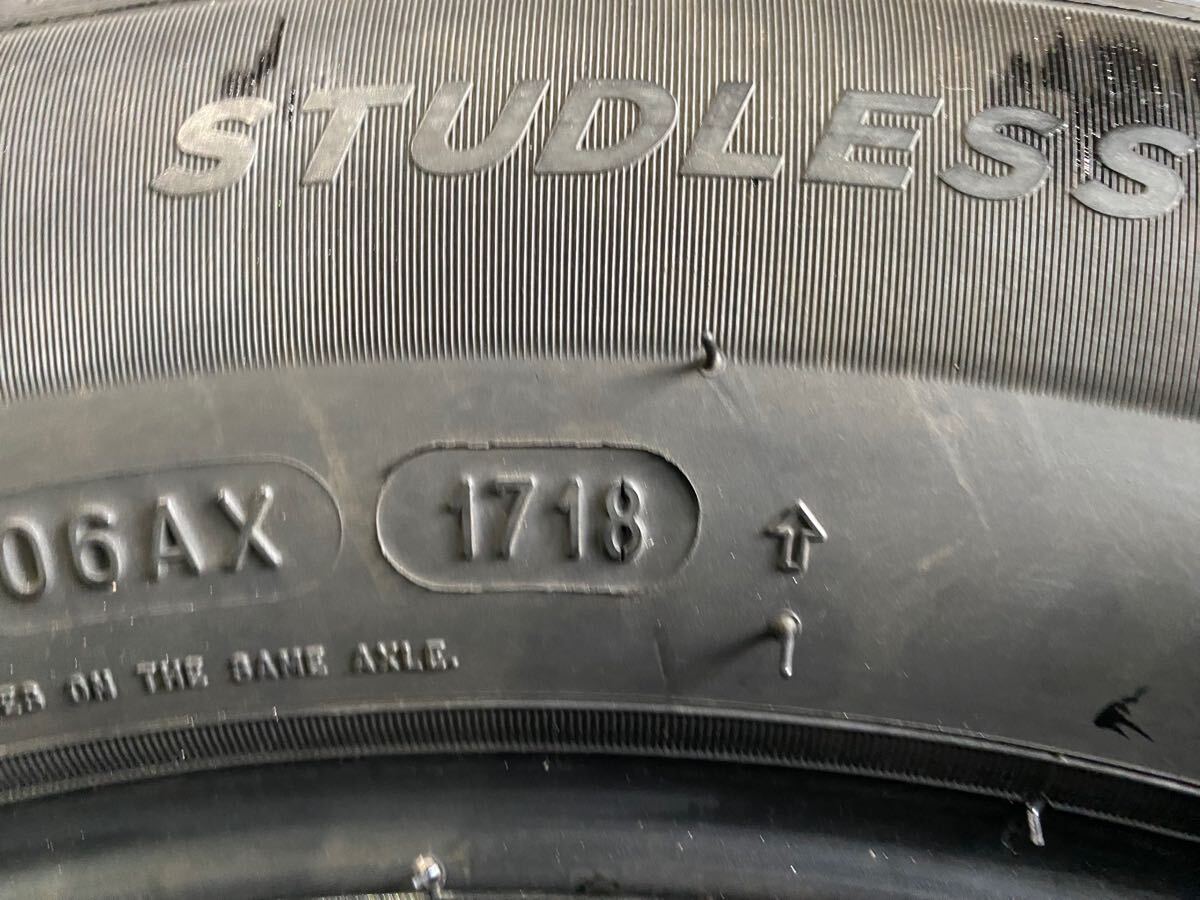 STUDLESS
06AX 1718
ON THE SAME AXLE.